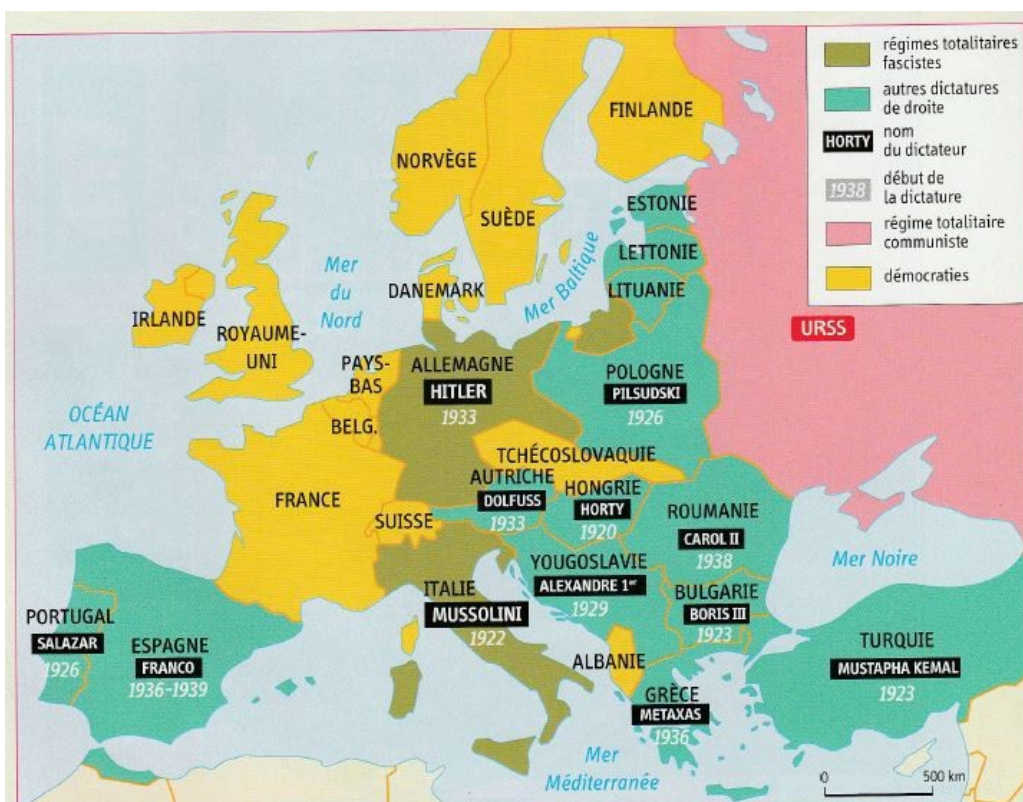 régimes totalitaires
fascistes
autres dictatures
de droite
HORTY
nom
du dictateur
1938
début de
la dictature
régime totalitaire
communiste
démocraties
FINLANDE
NORVÈGE
SUÈDE
ESTONIE
LETTONIE
LITUANIE
Mer Baltique
Mer
du
Nord
DANEMARK
IRLANDE
ROYAUME-
UNI
PAYS-
BAS
BELG.
ALLEMAGNE
HITLER
1933
POLOGNE
PILSUDSKI
1926
URSS
OCÉAN
ATLANTIQUE
FRANCE
SUISSE
TCHÉCOSLOVAQUIE
AUTRICHE
DOLFUSS
1933
HONGRIE
HORTY
1920
ROUMANIE
CAROL II
1938
Mer Noire
ITALIE
MUSSOLINI
1922
YOUGOSLAVIE
ALEXANDRE 1er
1929
BULGARIE
BORIS III
1923
PORTUGAL
SALAZAR
1926
ESPAGNE
FRANCO
1936-1939
ALBANIE
GRÈCE
METAXAS
1936
TURQUIE
MUSTAPHA KEMAL
1923
Mer
Méditerranée
0 500 km